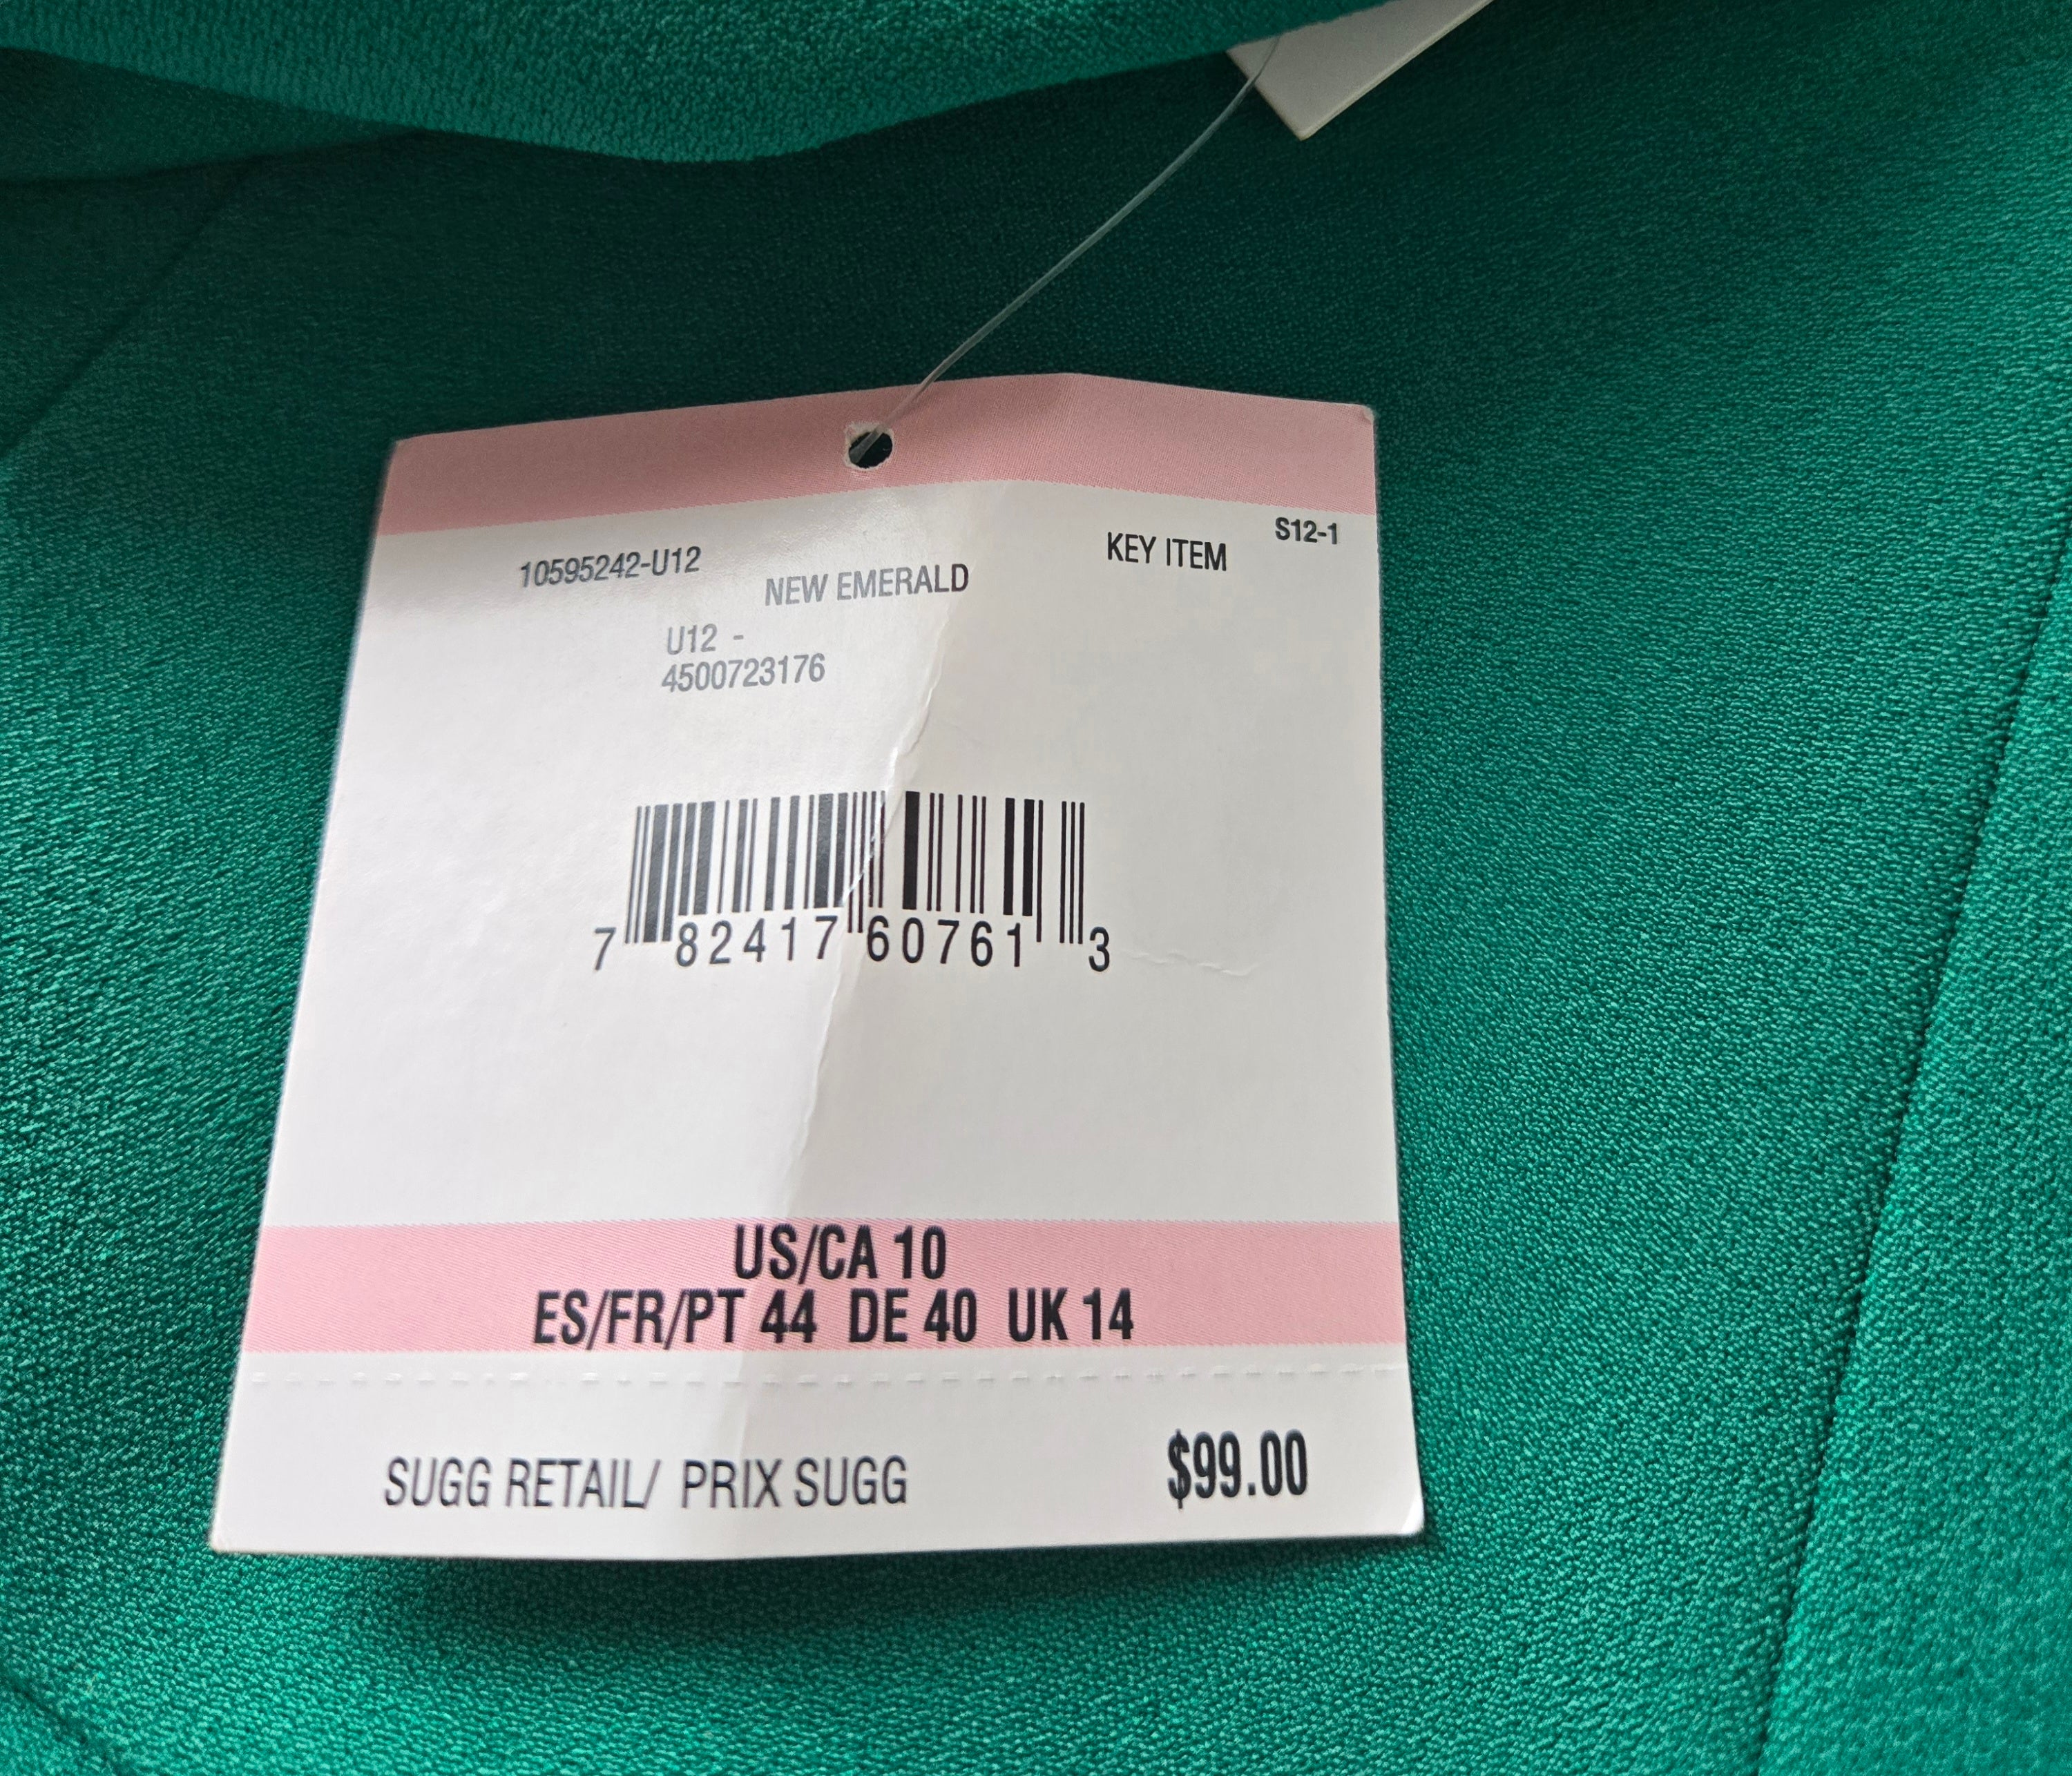 S12-1
10595242-U12 KEY ITEM
NEW EMERALD
U12 -
4500723176
7 82417 60761 3
US/CA 10
ES/FR/PT 44 DE 40 UK 14
SUGG RETAIL/ PRIX SUGG $99.00